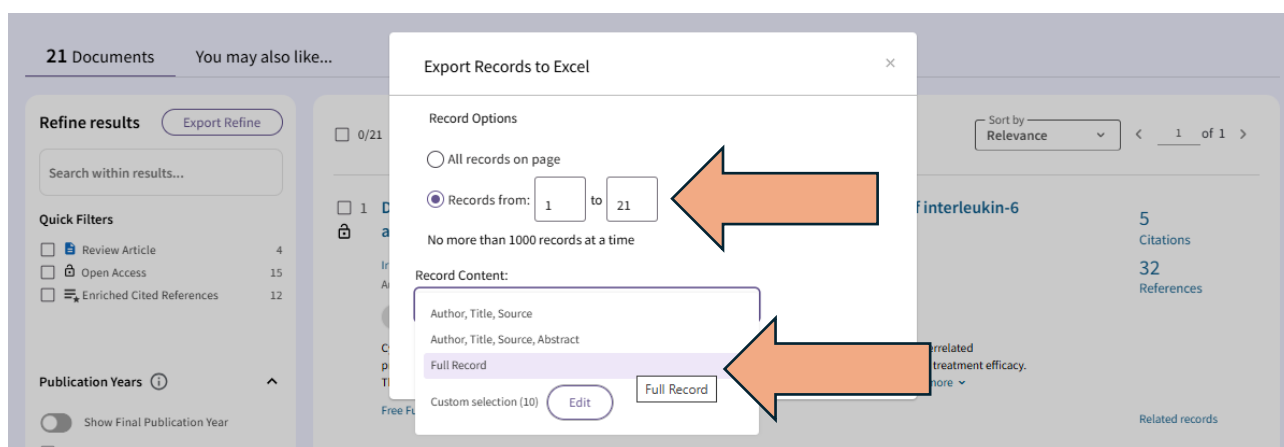 21 Documents
You may also like...
Refine results
Export Refine
Search within results...
Quick Filters
Review Article 4
Open Access 15
Enriched Cited References 12
Publication Years
Show Final Publication Year
0/21
Sort by
Relevance
1 of 1
1
f interleukin-6
5
Citations
32
References
errelated
treatment efficacy.
more
Free Fu
Related records
Export Records to Excel
Record Options
All records on page
Records from: 1 to 21
No more than 1000 records at a time
Record Content:
Author, Title, Source
Author, Title, Source, Abstract
Full Record
Full Record
Custom selection (10) Edit